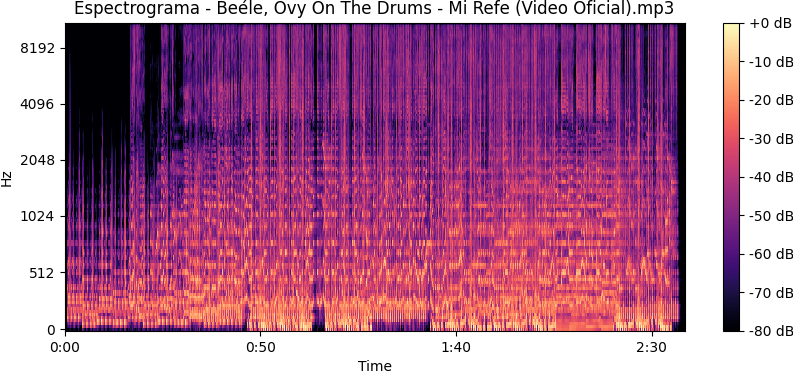 Espectrograma - Beéle, Ovy On The Drums - Mi Refe (Video Oficial).mp3
8192
4096
2048
1024
512
0
Hz
0:00
0:50
1:40
2:30
Time
+0 dB
-10 dB
-20 dB
-30 dB
-40 dB
-50 dB
-60 dB
-70 dB
-80 dB